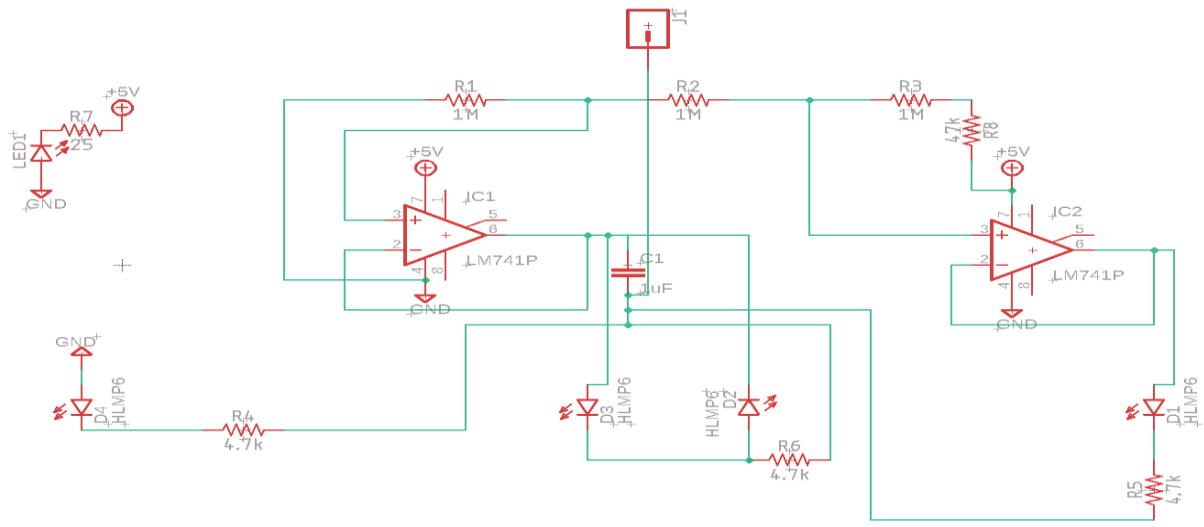 J1
R1
1M
R2
1M
R3
1M
47k
R8
+5V
R7
25
LED1
GND
+5V
IC1
7
1
3
+
5
6
2
-
4
8
LM741P
GND
+5V
IC2
7
1
3
+
5
6
2
-
4
8
LM741P
GND
C1
1uF
GND
D4
HLMP6
R4
4.7k
D3
HLMP6
D2
HLMP6
R6
4.7k
D1
HLMP6
R5
4.7k